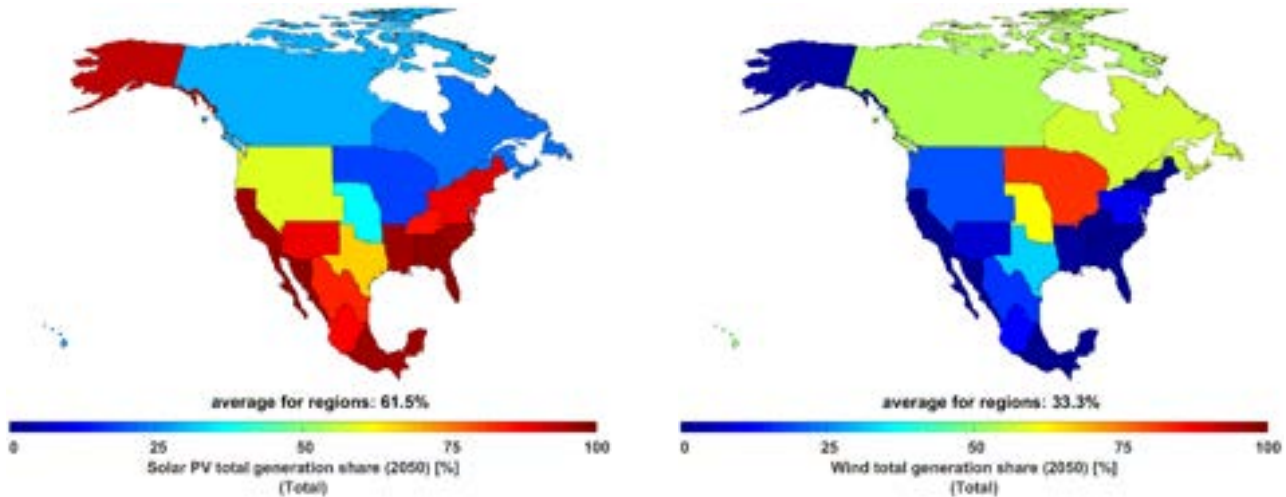 average for regions: 61.5%
0 25 50 75 100
Solar PV total generation share (2050) [%]
(Total)
average for regions: 33.3%
0 25 50 75 100
Wind total generation share (2050) [%]
(Total)